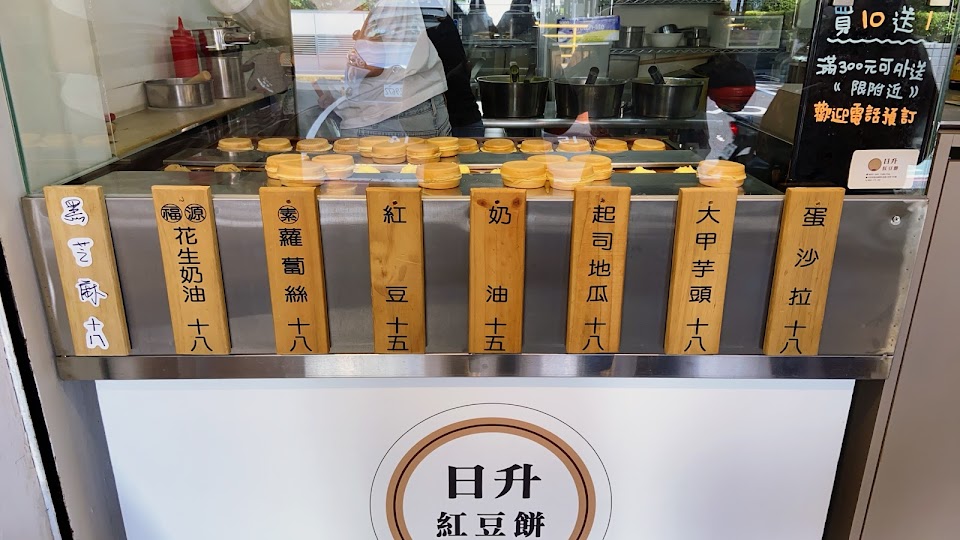 買10送1
滿300元可外送
《限附近》
歡迎電話預訂
日升
紅豆餅
黑芝麻 十八
福源 花生奶油 十八
素 蘿蔔絲 十八
紅豆 十五
奶油 十五
起司地瓜 十八
大甲芋頭 十八
蛋沙拉 十八
日升
紅豆餅